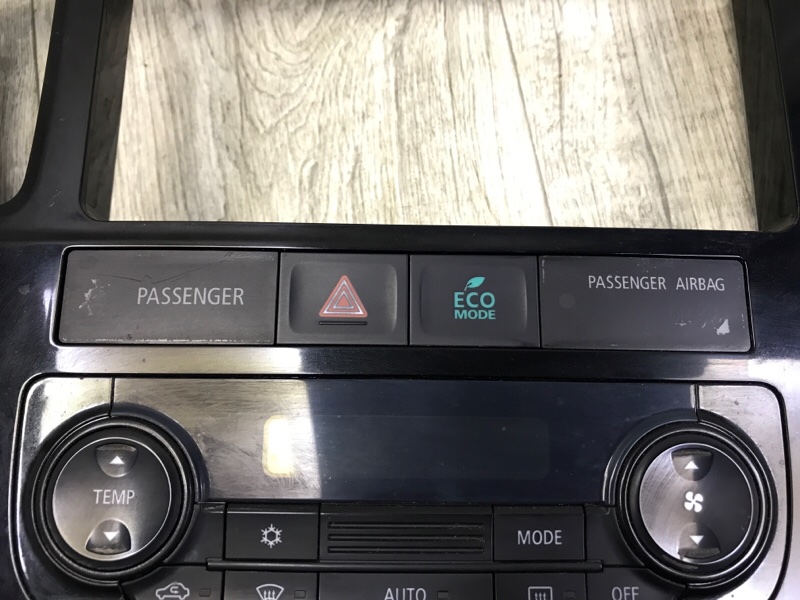 PASSENGER
ECO
MODE
PASSENGER AIRBAG
TEMP
MODE
AUTO
OFF